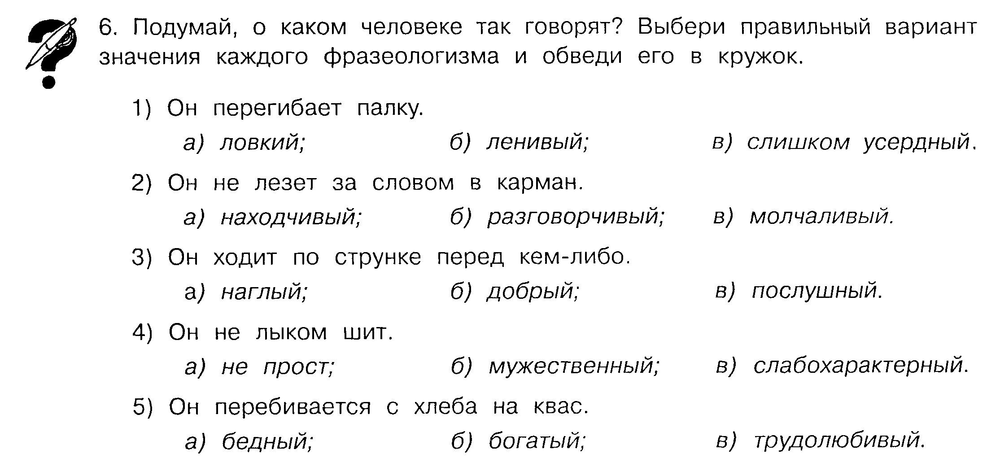 6. Подумай, о каком человеке так говорят? Выбери правильный вариант
значения каждого фразеологизма и обведи его в кружок.
1) Он перегибает палку.
а) ловкий; б) ленивый; в) слишком усердный.
2) Он не лезет за словом в карман.
а) находчивый; б) разговорчивый; в) молчаливый.
3) Он ходит по струнке перед кем-либо.
а) наглый; б) добрый; в) послушный.
4) Он не лыком шит.
а) не прост; б) мужественный; в) слабохарактерный.
5) Он перебивается с хлеба на квас.
а) бедный; б) богатый; в) трудолюбивый.